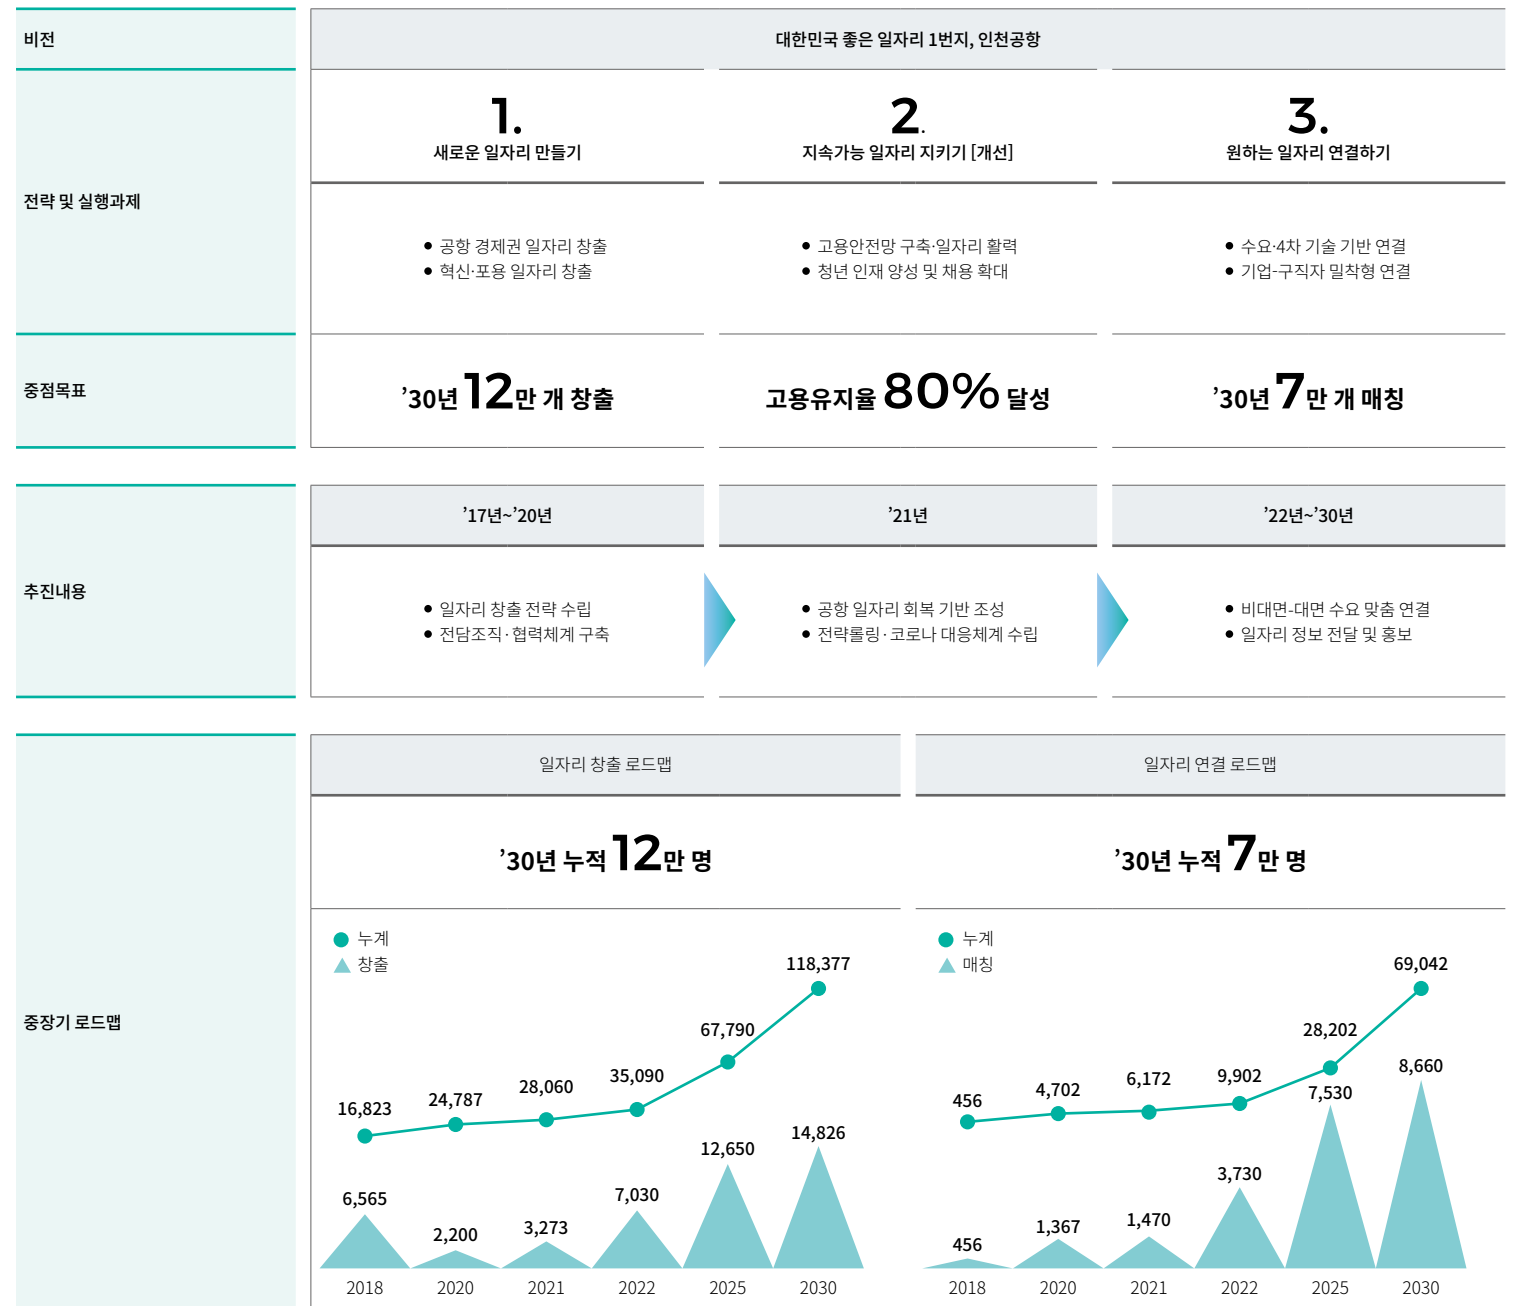 비전
대한민국 좋은 일자리 1번지, 인천공항
전략 및 실행과제
1.
새로운 일자리 만들기
2.
지속가능 일자리 지키기 [개선]
3.
원하는 일자리 연결하기
● 공항 경제권 일자리 창출
● 혁신·포용 일자리 창출
● 고용안전망 구축·일자리 활력
● 청년 인재 양성 및 채용 확대
● 수요·4차 기술 기반 연결
● 기업-구직자 밀착형 연결
중점목표
’30년 12만 개 창출
고용유지율 80% 달성
’30년 7만 개 매칭
추진내용
’17년~’20년
’21년
’22년~’30년
● 일자리 창출 전략 수립
● 전담조직·협력체계 구축
● 공항 일자리 회복 기반 조성
● 전략롤링·코로나 대응체계 수립
● 비대면-대면 수요 맞춤 연결
● 일자리 정보 전달 및 홍보
중장기 로드맵
일자리 창출 로드맵
’30년 누적 12만 명
누계
창출
118,377
67,790
35,090
28,060
24,787
16,823
14,826
12,650
7,030
6,565
3,273
2,200
2018 2020 2021 2022 2025 2030
일자리 연결 로드맵
’30년 누적 7만 명
누계
매칭
69,042
28,202
9,902
6,172
4,702
456
8,660
7,530
3,730
1,470
1,367
456
2018 2020 2021 2022 2025 2030